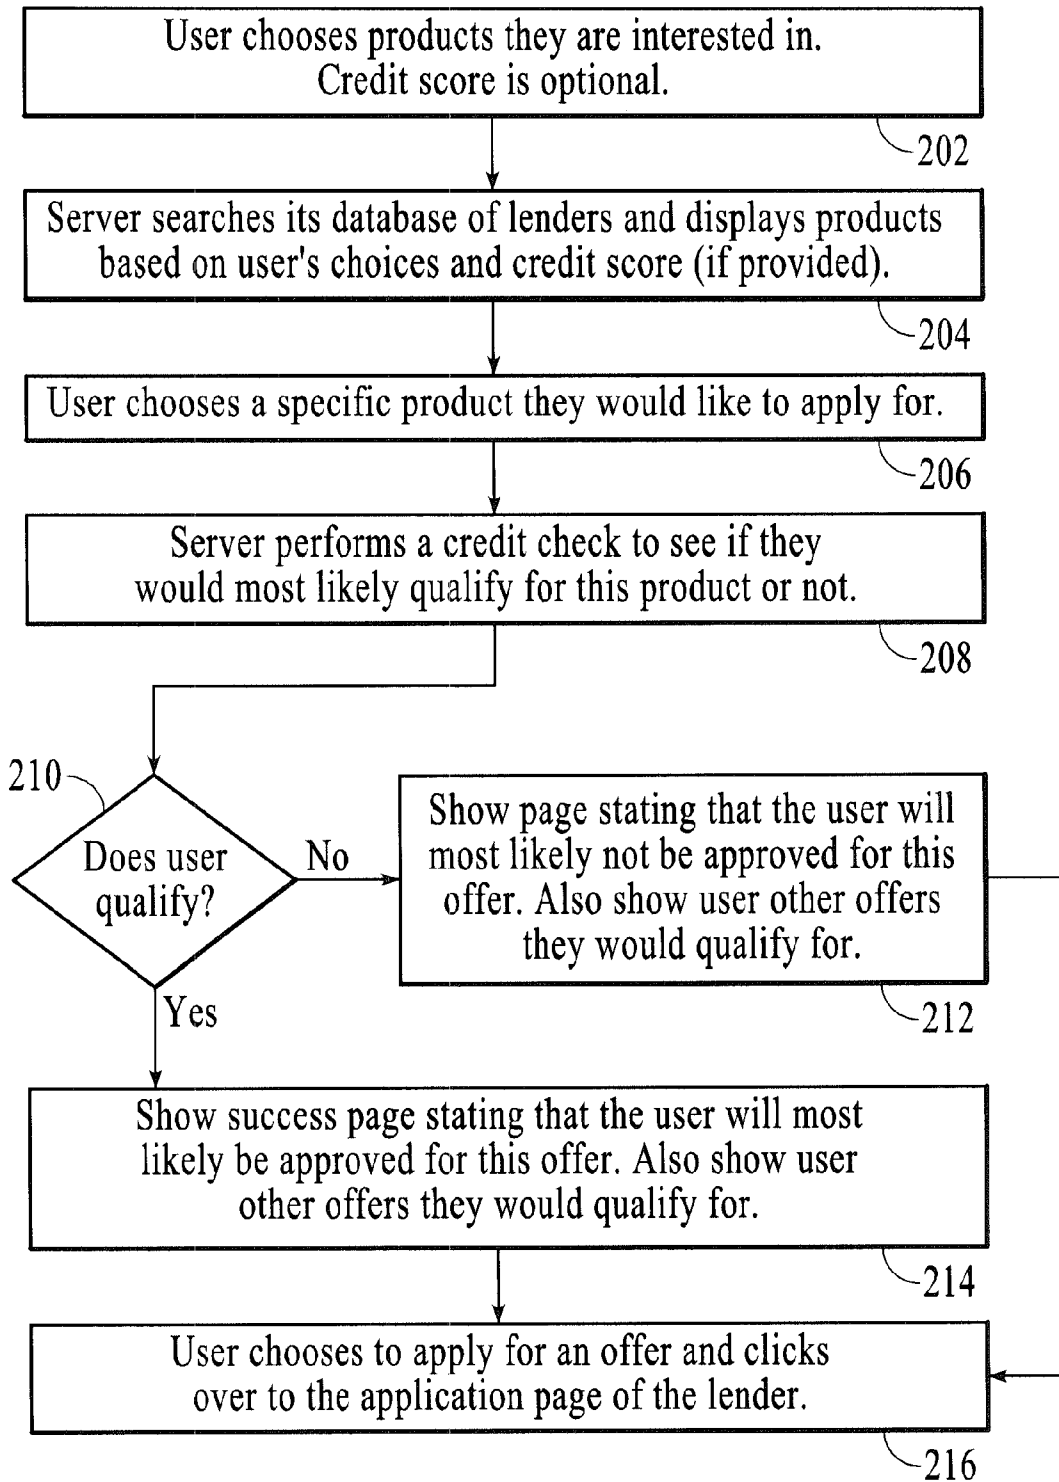 User chooses products they are interested in.
Credit score is optional.
202
Server searches its database of lenders and displays products
based on user's choices and credit score (if provided).
204
User chooses a specific product they would like to apply for.
206
Server performs a credit check to see if they
would most likely qualify for this product or not.
208
210
Does user
qualify?
No
Show page stating that the user will
most likely not be approved for this
offer. Also show user other offers
they would qualify for.
212
Yes
Show success page stating that the user will most
likely be approved for this offer. Also show user
other offers they would qualify for.
214
User chooses to apply for an offer and clicks
over to the application page of the lender.
216